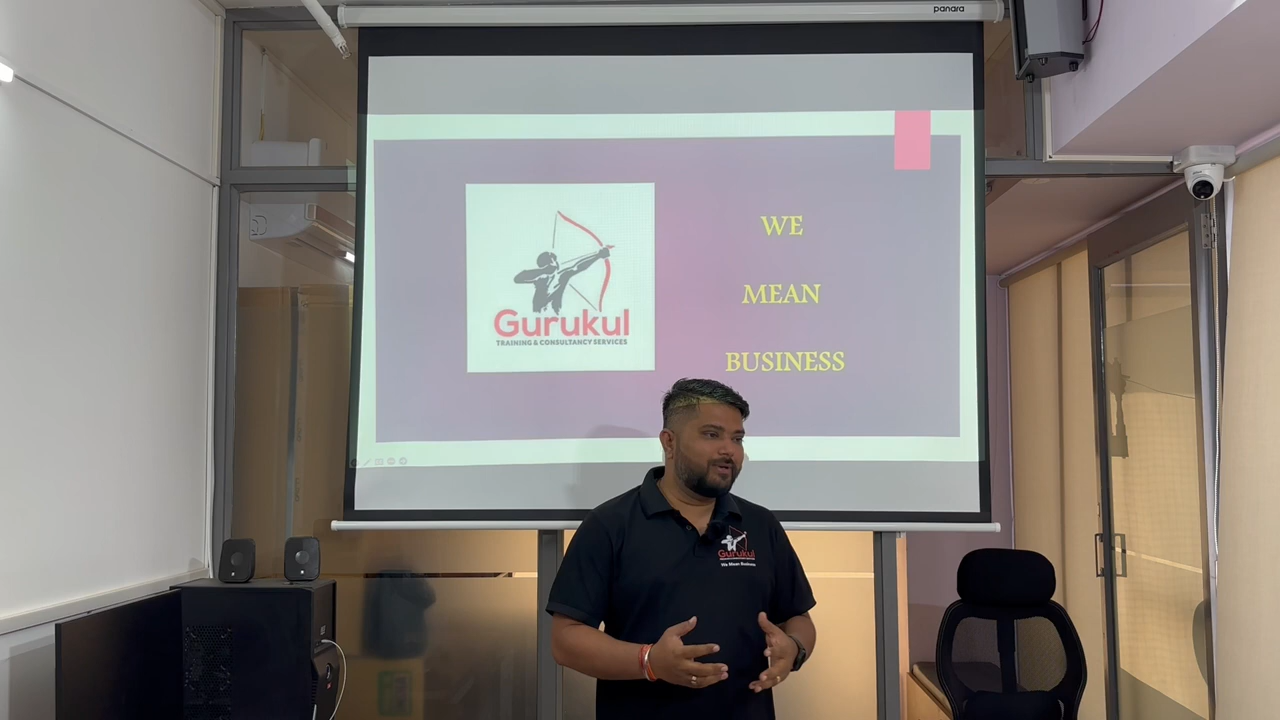 panara
WE
MEAN
BUSINESS
Gurukul
TRAINING & CONSULTANCY SERVICES
Gurukul
We Mean Business